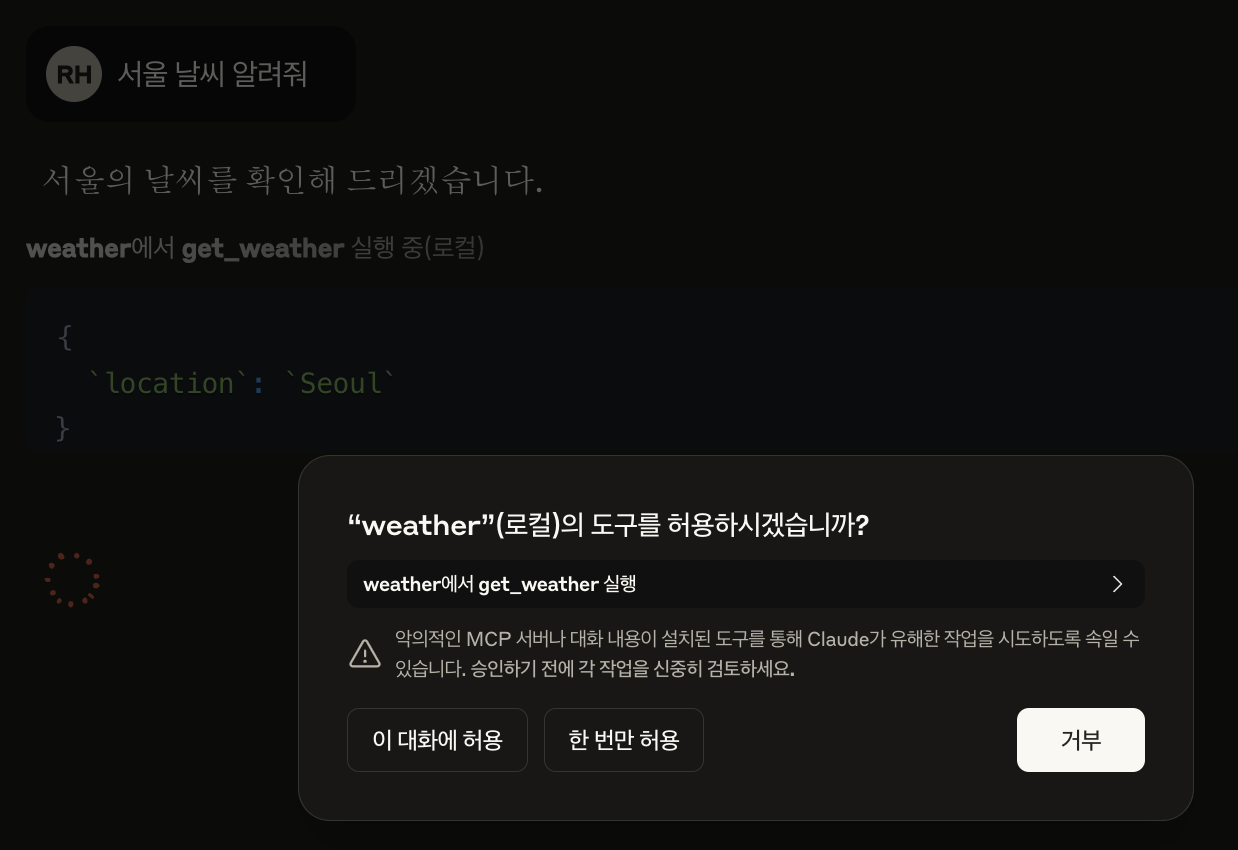 RH 서울 날씨 알려줘
서울의 날씨를 확인해 드리겠습니다.
weather에서 get_weather 실행 중(로컬)
{
`location`: `Seoul`
}
“weather”(로컬)의 도구를 허용하시겠습니까?
weather에서 get_weather 실행
악의적인 MCP 서버나 대화 내용이 설치된 도구를 통해 Claude가 유해한 작업을 시도하도록 속일 수
있습니다. 승인하기 전에 각 작업을 신중히 검토하세요.
이 대화에 허용 한 번만 허용 거부